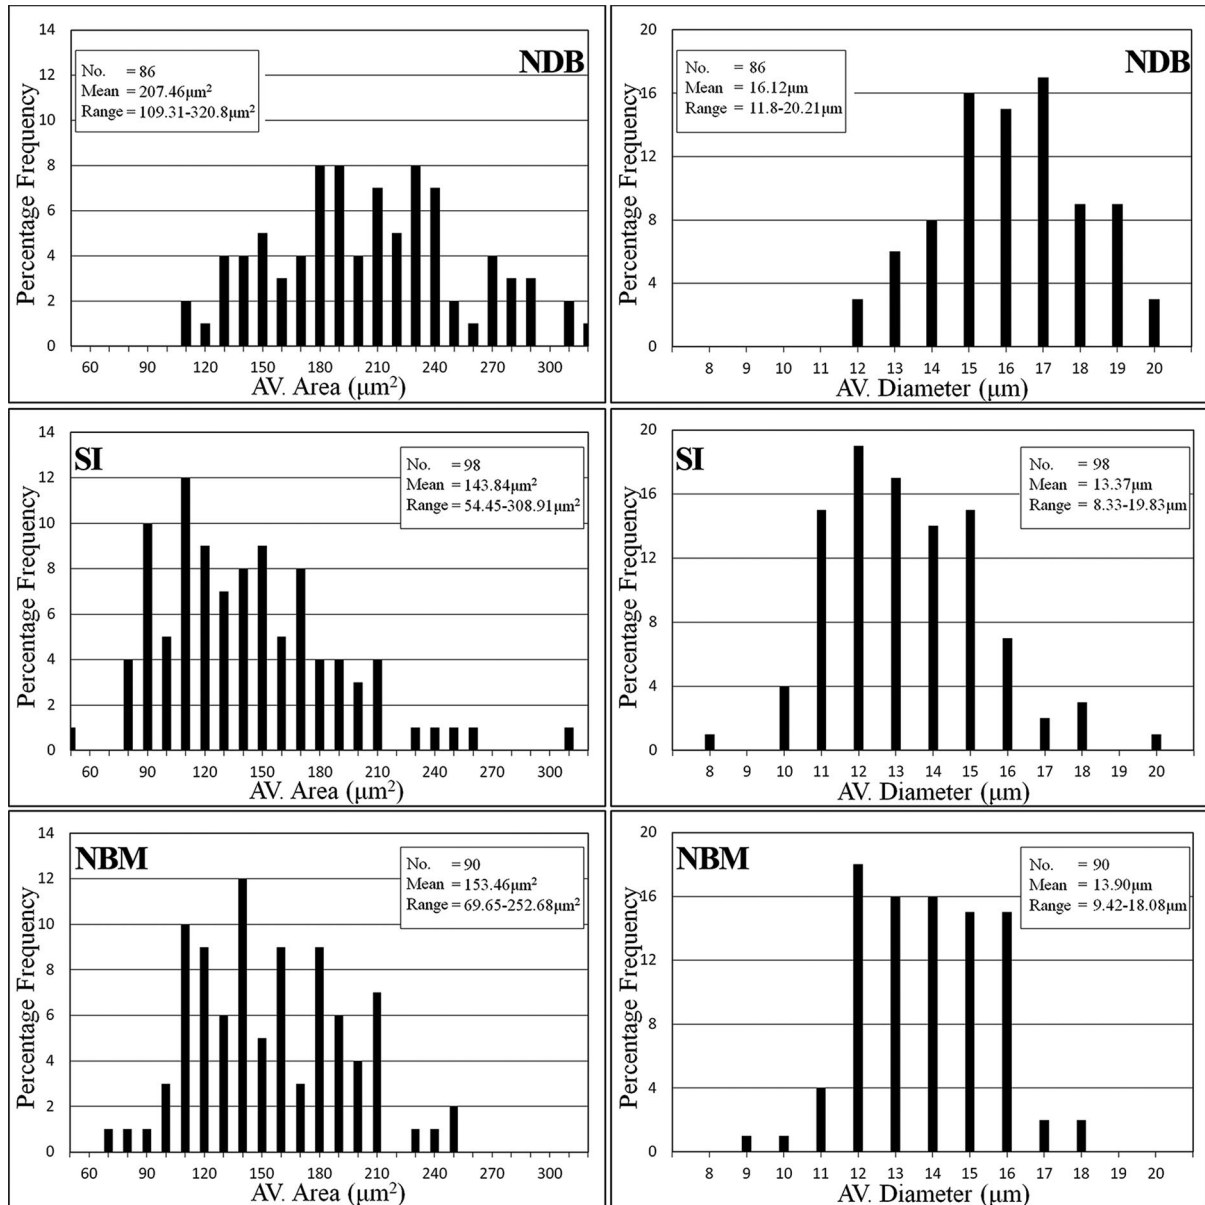 14
12
10
8
6
4
2
0
Percentage Frequency
NDB
No. = 86
Mean = 207.46μm²
Range = 109.31-320.8μm²
60 90 120 150 180 210 240 270 300
AV. Area (μm²)
20
16
12
8
4
0
Percentage Frequency
NDB
No. = 86
Mean = 16.12μm
Range = 11.8-20.21μm
8 9 10 11 12 13 14 15 16 17 18 19 20
AV. Diameter (μm)
14
12
10
8
6
4
2
0
Percentage Frequency
SI
No. = 98
Mean = 143.84μm²
Range = 54.45-308.91μm²
60 90 120 150 180 210 240 270 300
AV. Area (μm²)
20
16
12
8
4
0
Percentage Frequency
SI
No. = 98
Mean = 13.37μm
Range = 8.33-19.83μm
8 9 10 11 12 13 14 15 16 17 18 19 20
AV. Diameter (μm)
14
12
10
8
6
4
2
0
Percentage Frequency
NBM
No. = 90
Mean = 153.46μm²
Range = 69.65-252.68μm²
60 90 120 150 180 210 240 270 300
AV. Area (μm²)
20
16
12
8
4
0
Percentage Frequency
NBM
No. = 90
Mean = 13.90μm
Range = 9.42-18.08μm
8 9 10 11 12 13 14 15 16 17 18 19 20
AV. Diameter (μm)